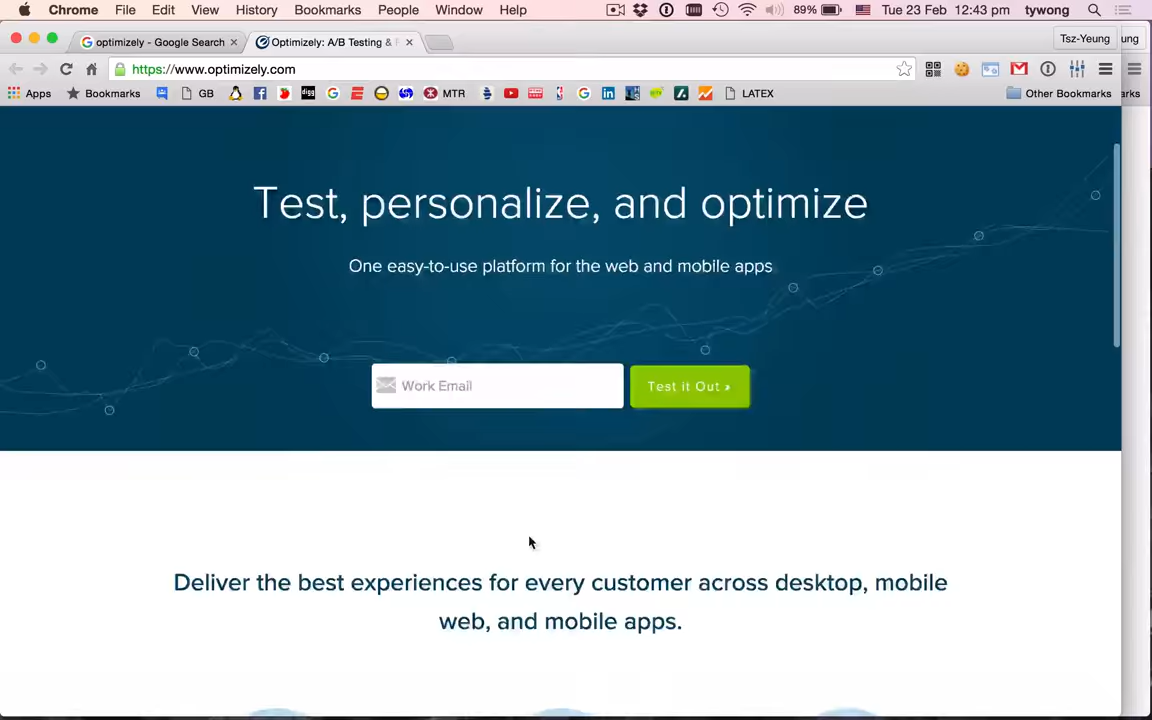 Chrome File Edit View History Bookmarks People Window Help 89% Tue 23 Feb 12:43 pm tywong
optimizely - Google Search Optimizely: A/B Testing & Tsz-Yeung ung
https://www.optimizely.com
Apps Bookmarks GB MTR LATEX Other Bookmarks arks
Test, personalize, and optimize
One easy-to-use platform for the web and mobile apps
Work Email Test it Out »
Deliver the best experiences for every customer across desktop, mobile
web, and mobile apps.